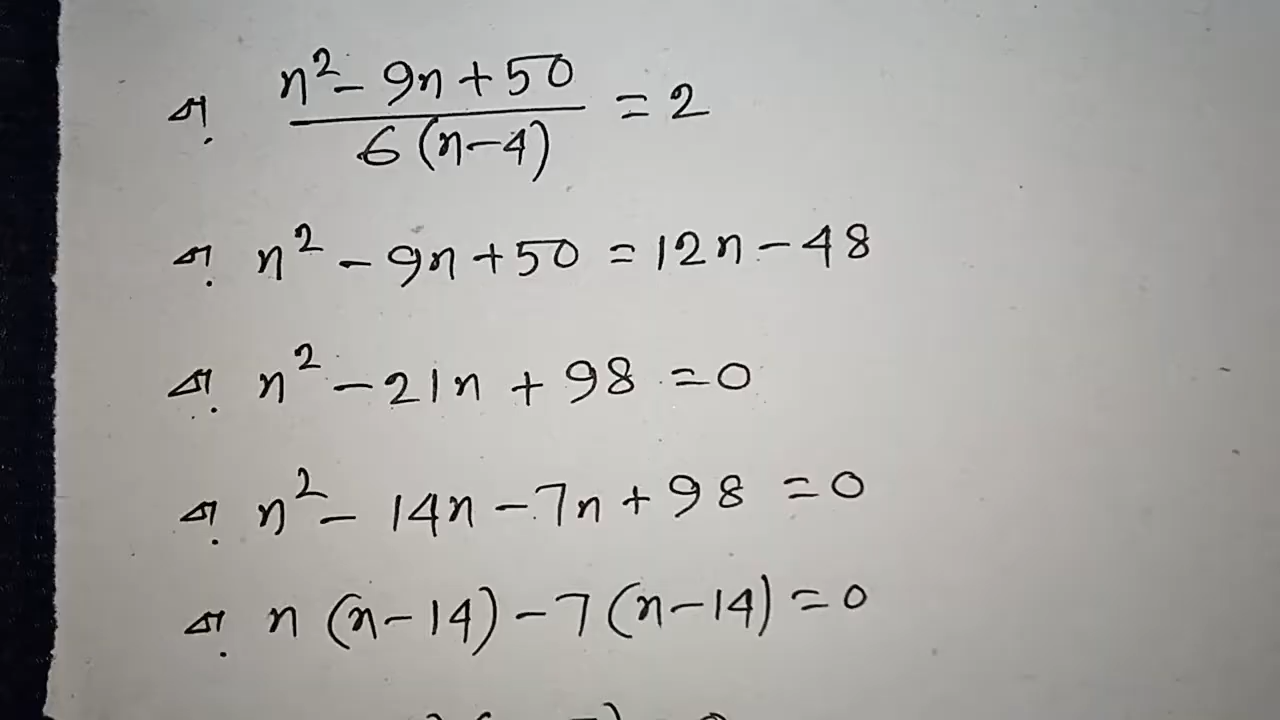 বা, n² - 9n + 50 / 6(n-4) = 2
বা, n² - 9n + 50 = 12n - 48
বা, n² - 21n + 98 = 0
বা, n² - 14n - 7n + 98 = 0
বা, n(n-14) - 7(n-14) = 0